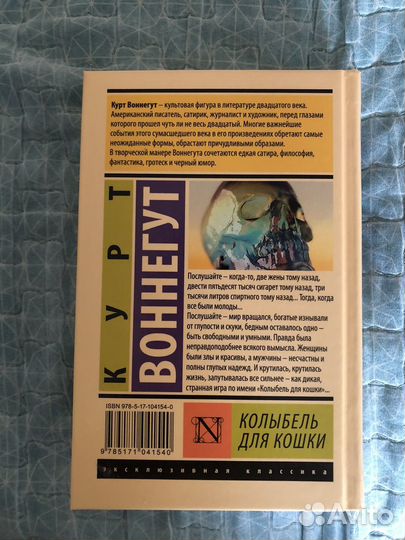 Курт Воннегут – культовая фигура в литературе двадцатого века.
Американский писатель, сатирик, журналист и художник, перед глазами
которого прошел чуть ли не весь двадцатый. Многие важнейшие
события этого сумасшедшего века в его произведениях обретают самые
неожиданные формы, обрастают причудливыми образами.
В творческой манере Воннегута сочетаются едкая сатира, философия,
фантастика, гротеск и черный юмор.
КУРТ
ВОННЕГУТ
Послушайте – когда-то, две жены тому назад,
двести пятьдесят тысяч сигарет тому назад, три
тысячи литров спиртного тому назад... Тогда, когда
все были молоды...
Послушайте – мир вращался, богатые изнывали
от глупости и скуки, бедным оставалось одно –
быть свободными и умными. Правда была
неправдоподобнее всякого вымысла. Женщины
были злы и красивы, а мужчины – несчастны и
полны глупых надежд. И крутилась, крутилась
жизнь, запутывалась все сильнее – как дикая,
странная игра по имени «Колыбель для кошки»...
ISBN 978-5-17-104154-0
9 785171 041540
N
КОЛЫБЕЛЬ
ДЛЯ КОШКИ
эксклюзивная классика
Avito